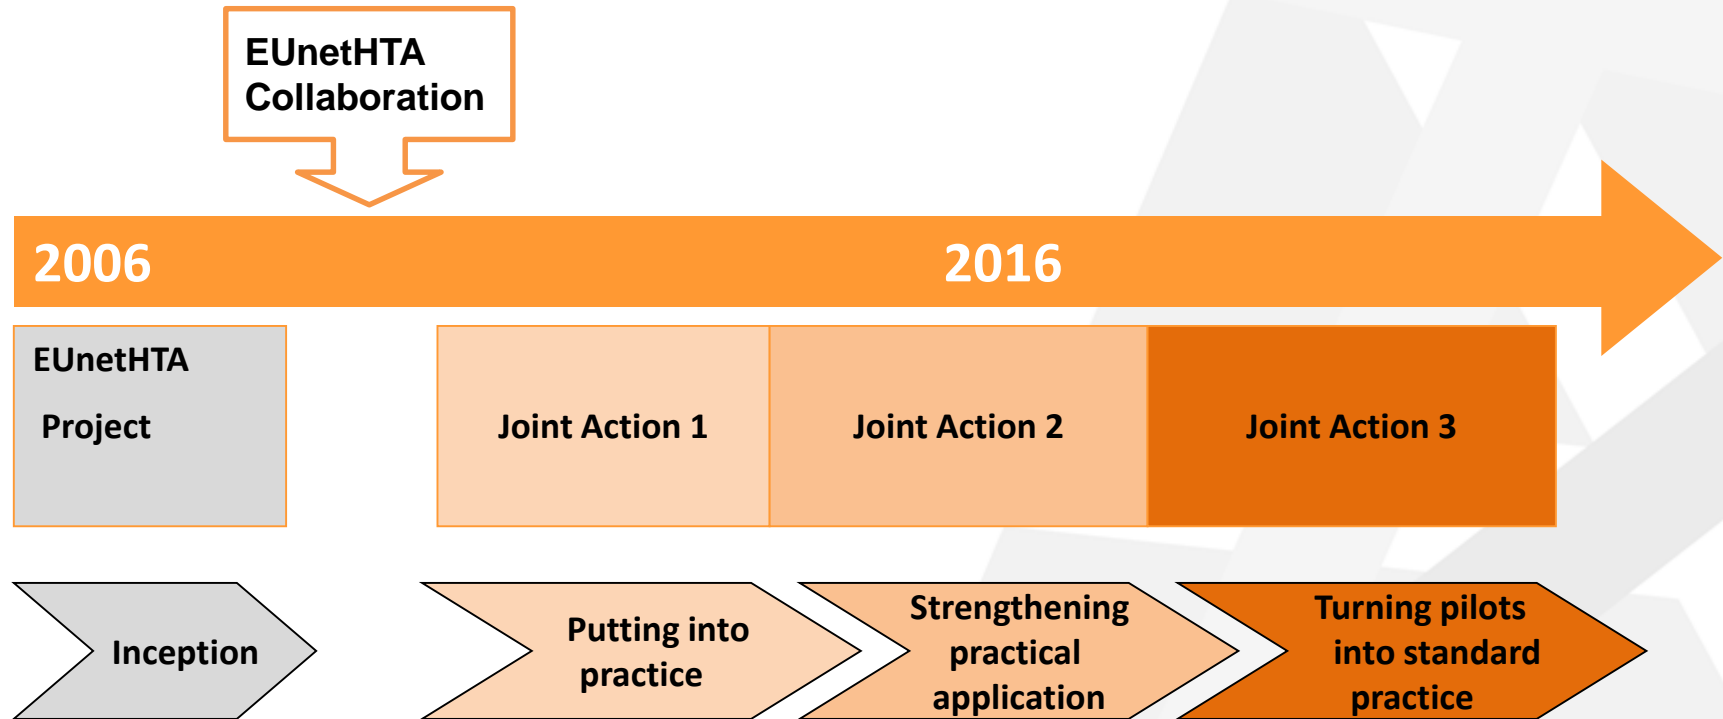 EUnetHTA
Collaboration
2006
2016
EUnetHTA
Project
Joint Action 1
Joint Action 2
Joint Action 3
Inception
Putting into
practice
Strengthening
practical
application
Turning pilots
into standard
practice